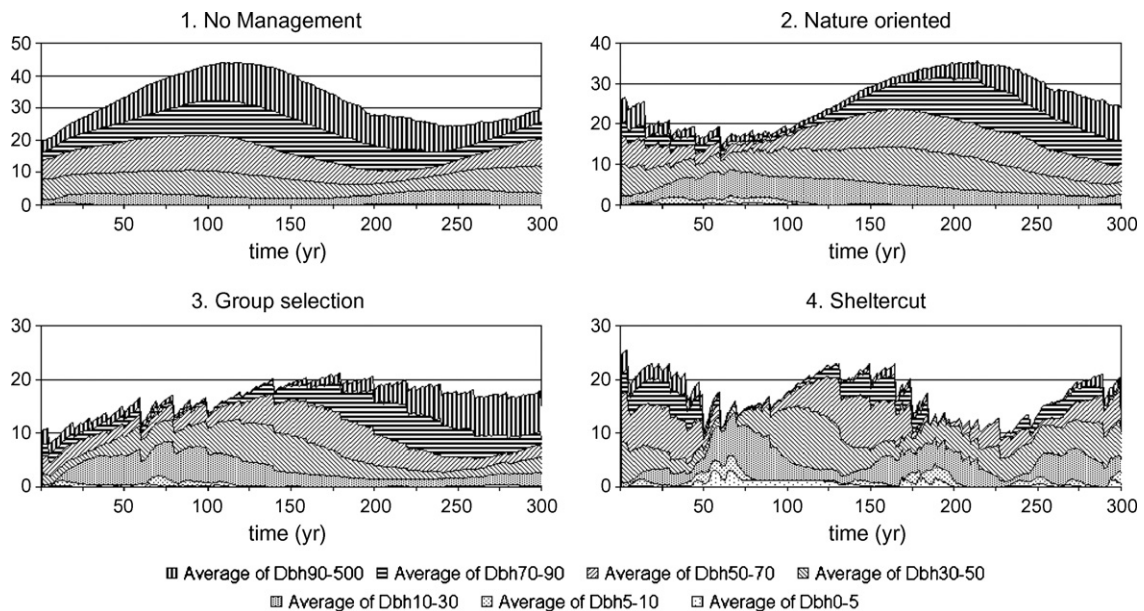 1. No Management
50
40
30
20
10
0
50 100 150 200 250 300
time (yr)
2. Nature oriented
40
30
20
10
0
50 100 150 200 250 300
time (yr)
3. Group selection
30
20
10
0
50 100 150 200 250 300
time (yr)
4. Sheltercut
30
20
10
0
50 100 150 200 250 300
time (yr)
Average of Dbh90-500 Average of Dbh70-90 Average of Dbh50-70 Average of Dbh30-50
Average of Dbh10-30 Average of Dbh5-10 Average of Dbh0-5